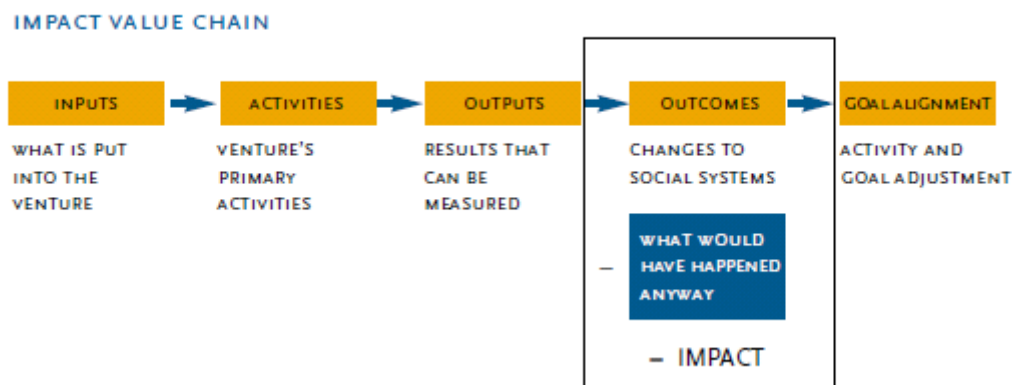 IMPACT VALUE CHAIN
INPUTS
ACTIVITIES
OUTPUTS
OUTCOMES
GOAL ALIGNMENT
WHAT IS PUT
INTO THE
VENTURE
VENTURE'S
PRIMARY
ACTIVITIES
RESULTS THAT
CAN BE
MEASURED
CHANGES TO
SOCIAL SYSTEMS
ACTIVITY AND
GOAL ADJUSTMENT
– WHAT WOULD
HAVE HAPPENED
ANYWAY
– IMPACT